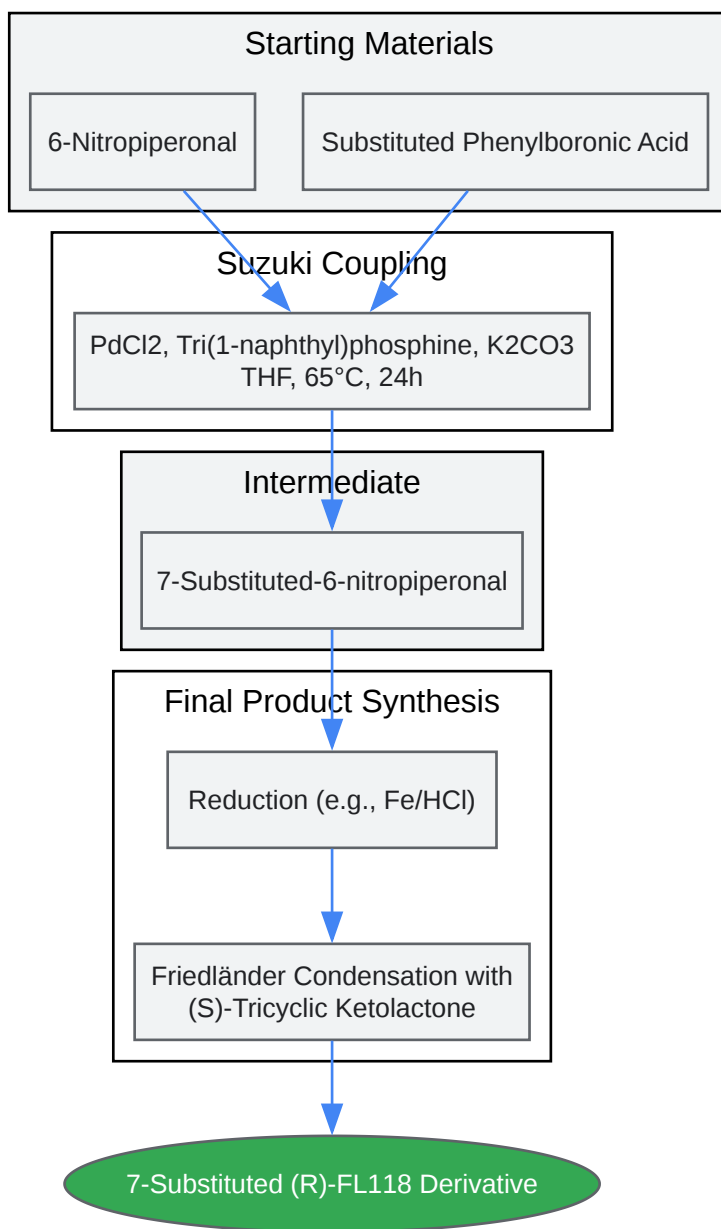 Starting Materials
6-Nitropiperonal
Substituted Phenylboronic Acid
Suzuki Coupling
PdCl2, Tri(1-naphthyl)phosphine, K2CO3
THF, 65°C, 24h
Intermediate
7-Substituted-6-nitropiperonal
Final Product Synthesis
Reduction (e.g., Fe/HCl)
Friedländer Condensation with
(S)-Tricyclic Ketolactone
7-Substituted (R)-FL118 Derivative